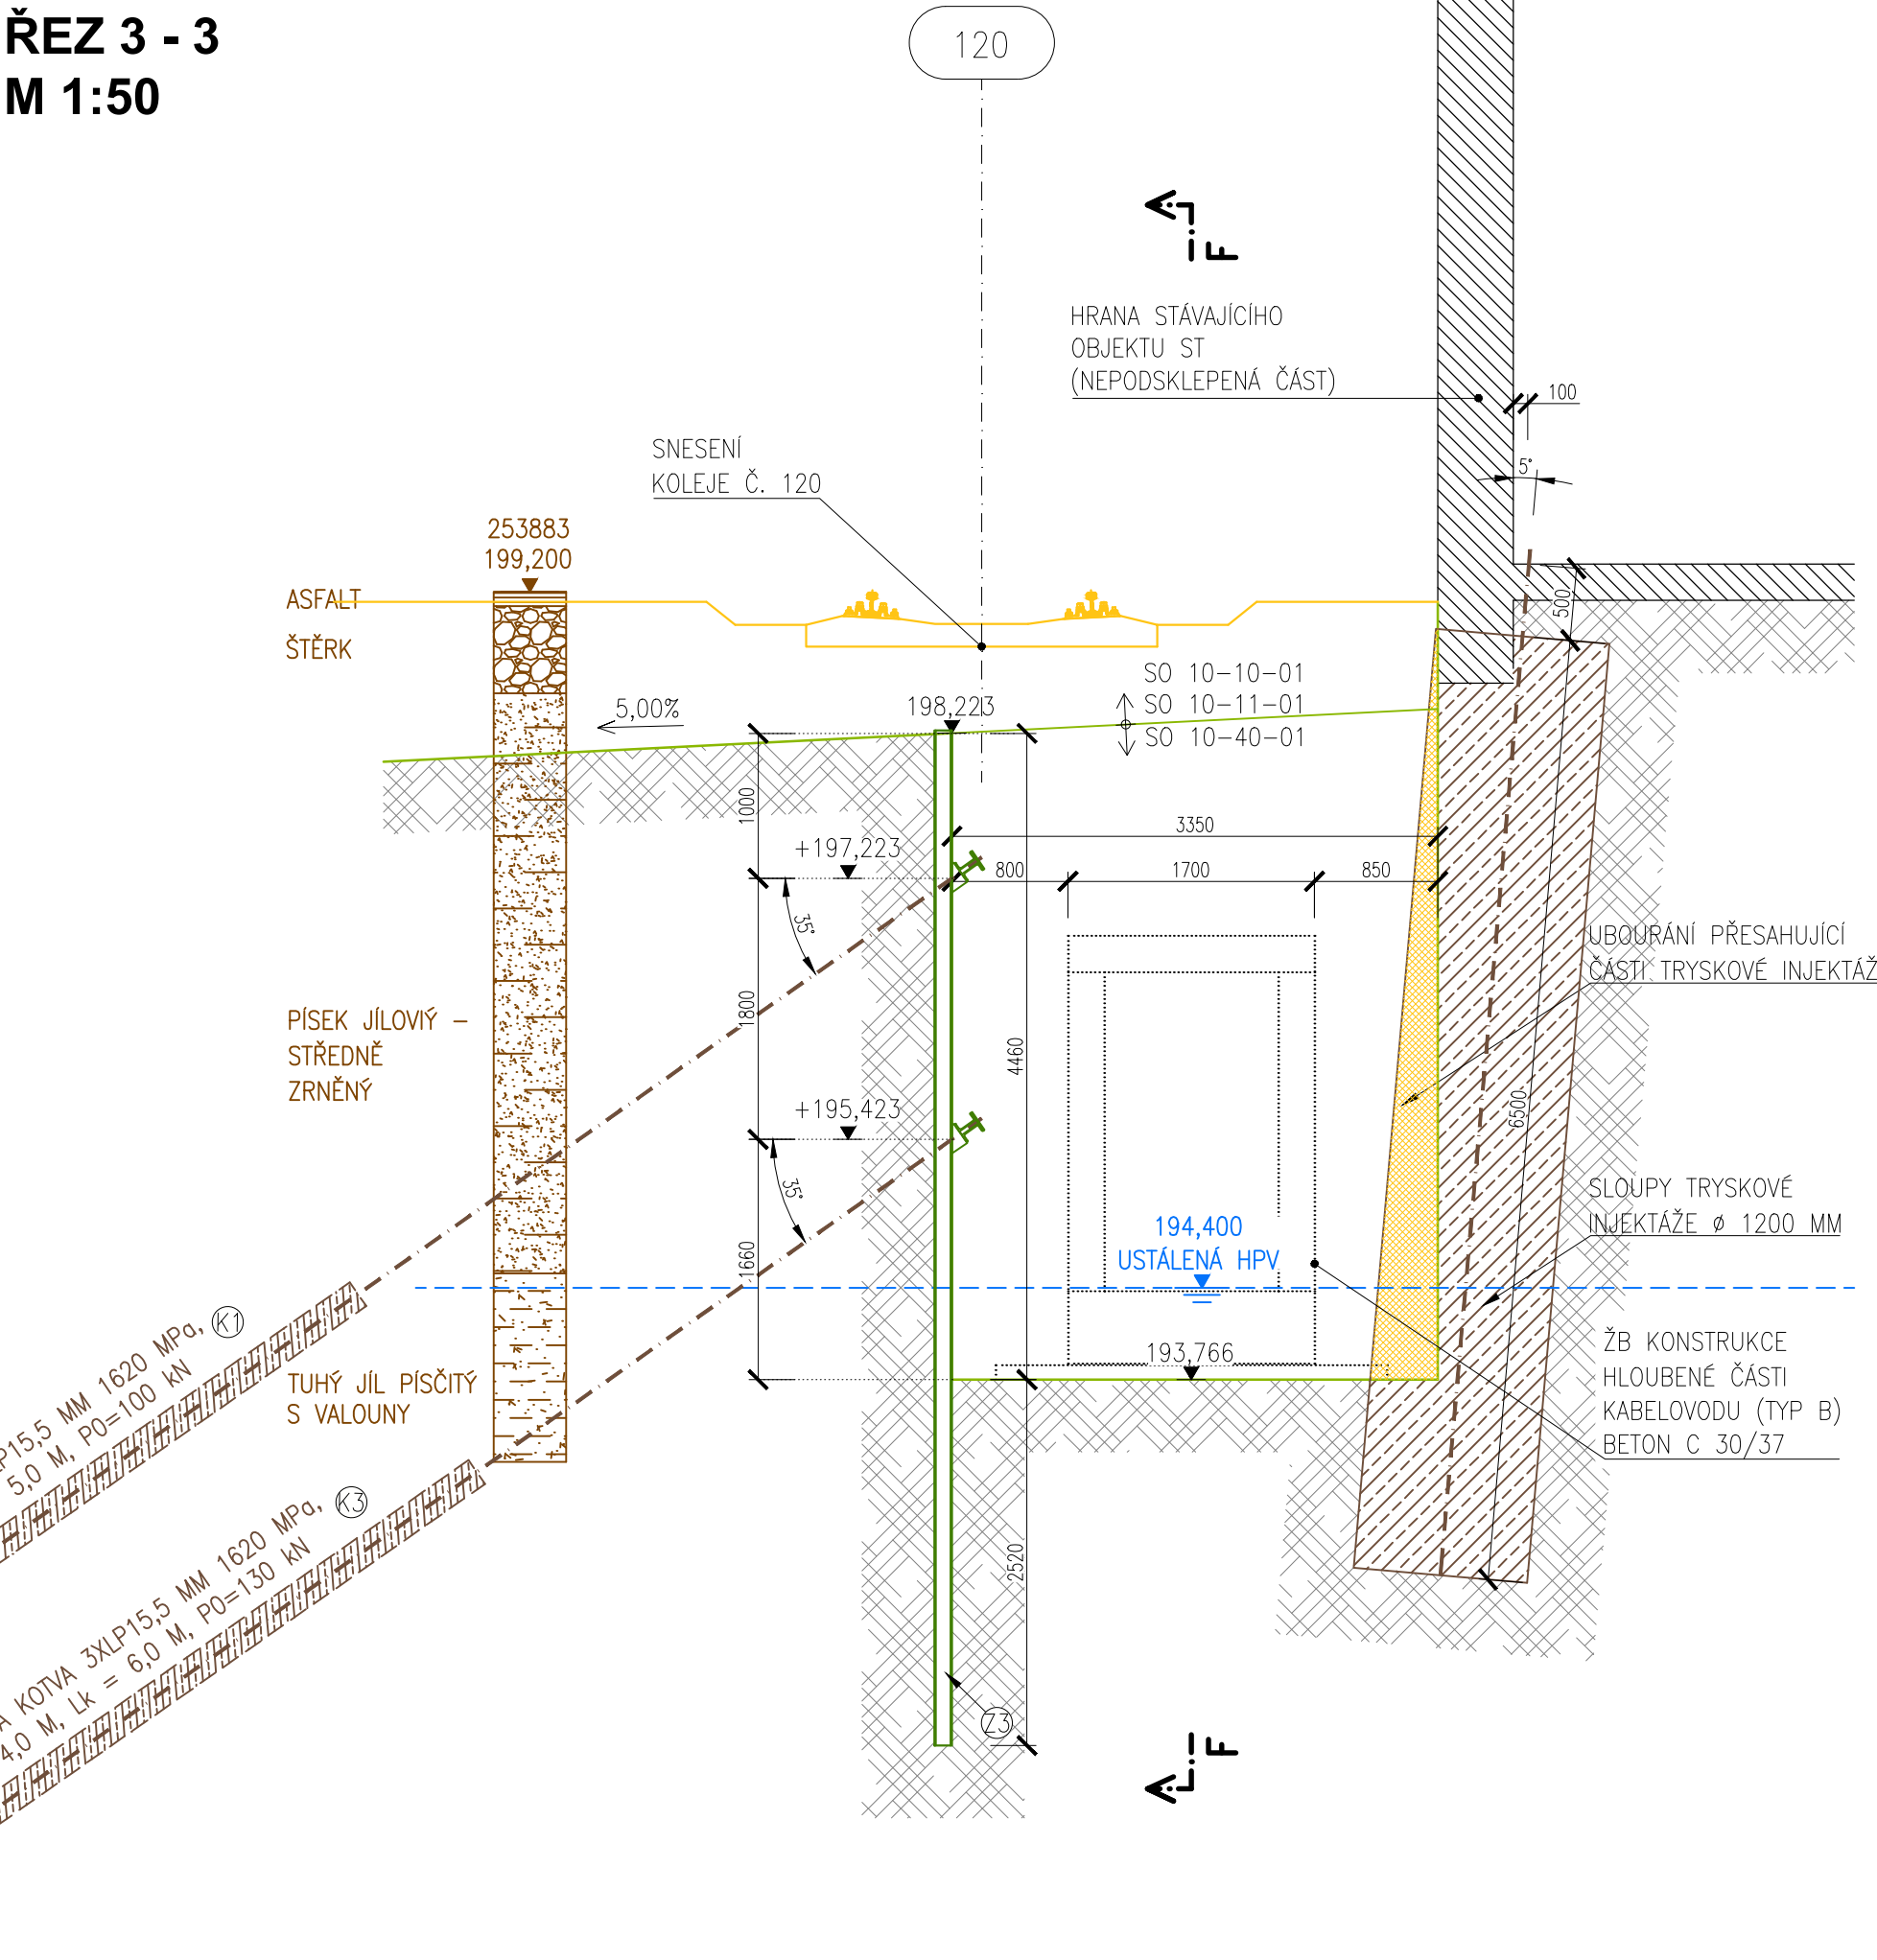 ŘEZ 3 - 3
M 1:50
120
F
HRANA STÁVAJÍCÍHO
OBJEKTU ST
(NEPODSKLEPENÁ ČÁST)
100
5°
SNESENÍ
KOLEJE Č. 120
253883
199,200
ASFALT
ŠTĚRK
500
5,00%
198,223
SO 10-10-01
SO 10-11-01
SO 10-40-01
1000
3350
+197,223
800
1700
850
35°
UBOURÁNÍ PŘESAHUJÍCÍ
ČÁSTI TRYSKOVÉ INJEKTÁŽ
PÍSEK JÍLOVIÝ –
STŘEDNĚ
ZRNĚNÝ
1800
4460
+195,423
6500
35°
SLOUPY TRYSKOVÉ
INJEKTÁŽE ø 1200 MM
194,400
USTÁLENÁ HPV
1660
193,766
ŽB KONSTRUKCE
HLOUBENÉ ČÁSTI
KABELOVODU (TYP B)
BETON C 30/37
TUHÝ JÍL PÍSČITÝ
S VALOUNY
P15,5 MM 1620 MPa, K1
5,0 M, P0=100 kN
A KOTVA 3XLP15,5 MM 1620 MPa, K3
4,0 M, Lk = 6,0 M, P0=130 kN
2520
Z3
F